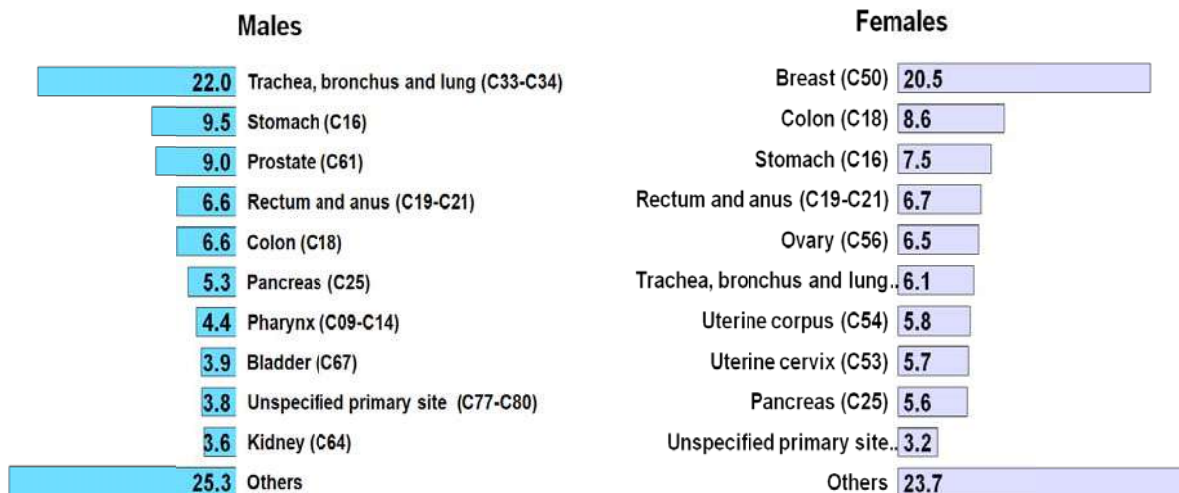 Males
22.0 Trachea, bronchus and lung (C33-C34)
9.5 Stomach (C16)
9.0 Prostate (C61)
6.6 Rectum and anus (C19-C21)
6.6 Colon (C18)
5.3 Pancreas (C25)
4.4 Pharynx (C09-C14)
3.9 Bladder (C67)
3.8 Unspecified primary site (C77-C80)
3.6 Kidney (C64)
25.3 Others
Females
Breast (C50) 20.5
Colon (C18) 8.6
Stomach (C16) 7.5
Rectum and anus (C19-C21) 6.7
Ovary (C56) 6.5
Trachea, bronchus and lung.. 6.1
Uterine corpus (C54) 5.8
Uterine cervix (C53) 5.7
Pancreas (C25) 5.6
Unspecified primary site.. 3.2
Others 23.7